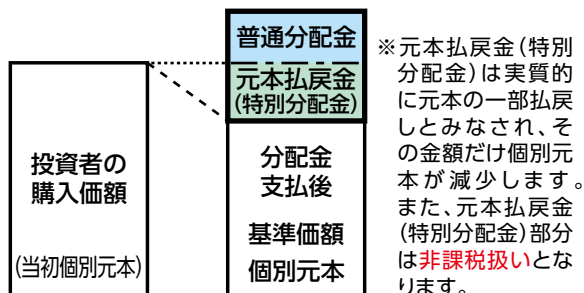 普通分配金
元本払戻金
(特別分配金)
投資者の
購入価額
(当初個別元本)
分配金
支払後
基準価額
個別元本
※元本払戻金(特別
分配金)は実質的
に元本の一部払戻
しとみなされ、そ
の金額だけ個別元
本が減少します。
また、元本払戻金
(特別分配金)部分
は非課税扱いとな
ります。